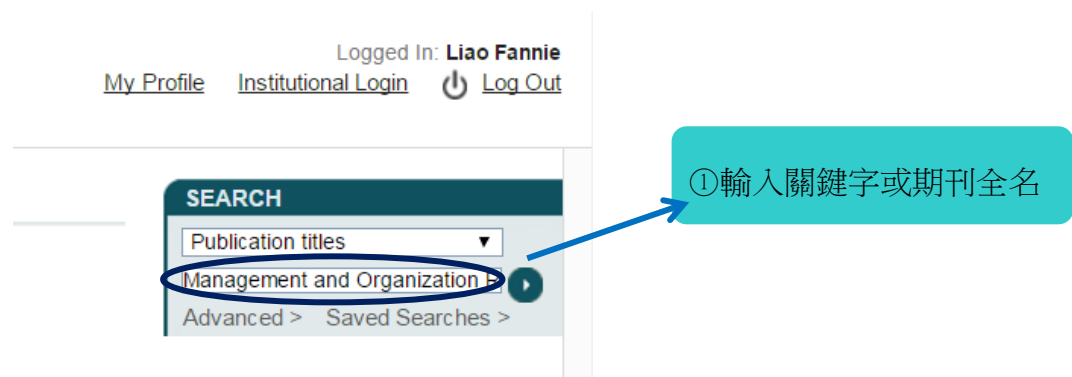 Logged In: Liao Fannie
My Profile Institutional Login Log Out
SEARCH
Publication titles
Management and Organization
Advanced > Saved Searches >
①輸入關鍵字或期刊全名